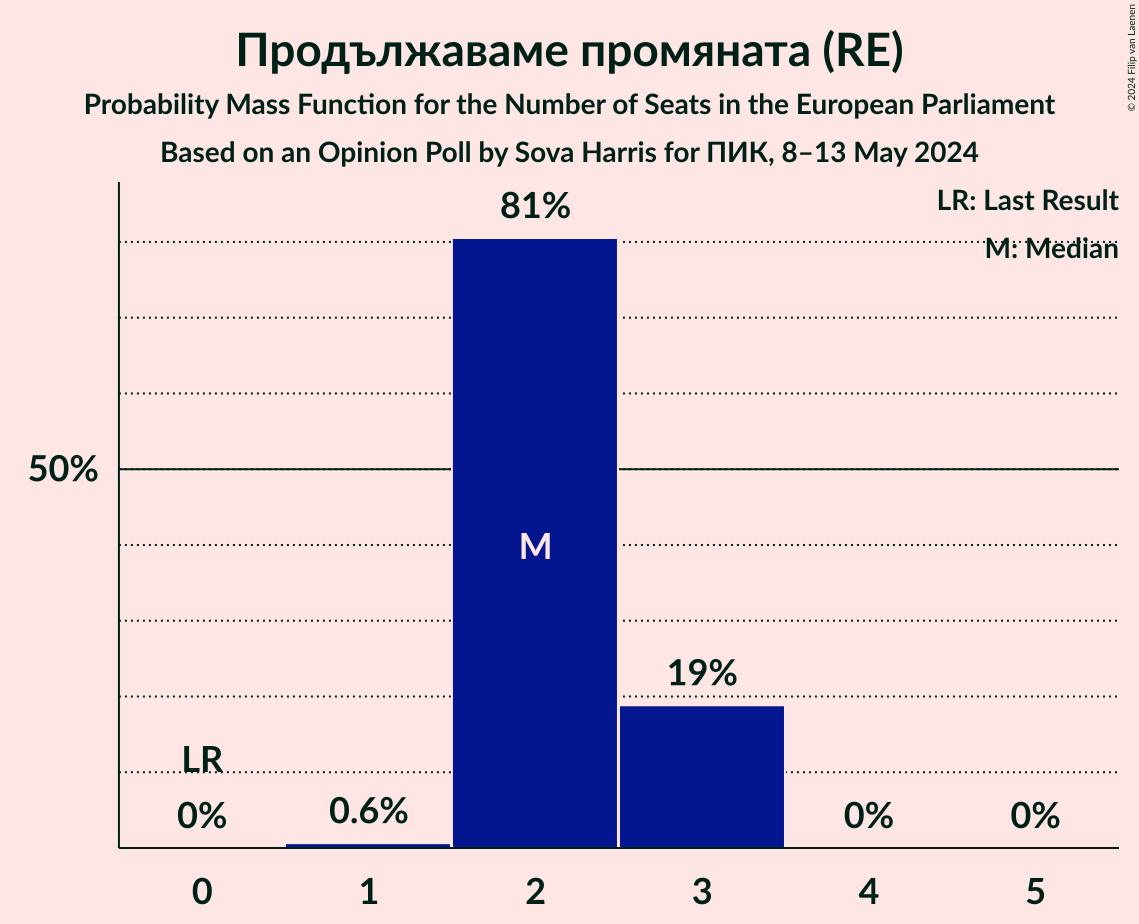 Продължаваме промяната (RE)
Probability Mass Function for the Number of Seats in the European Parliament
Based on an Opinion Poll by Sova Harris for ПИК, 8–13 May 2024
© 2024 Filip van Laenen
LR: Last Result
M: Median
81%
50%
M
19%
LR
0%
0.6%
0%
0%
0 1 2 3 4 5